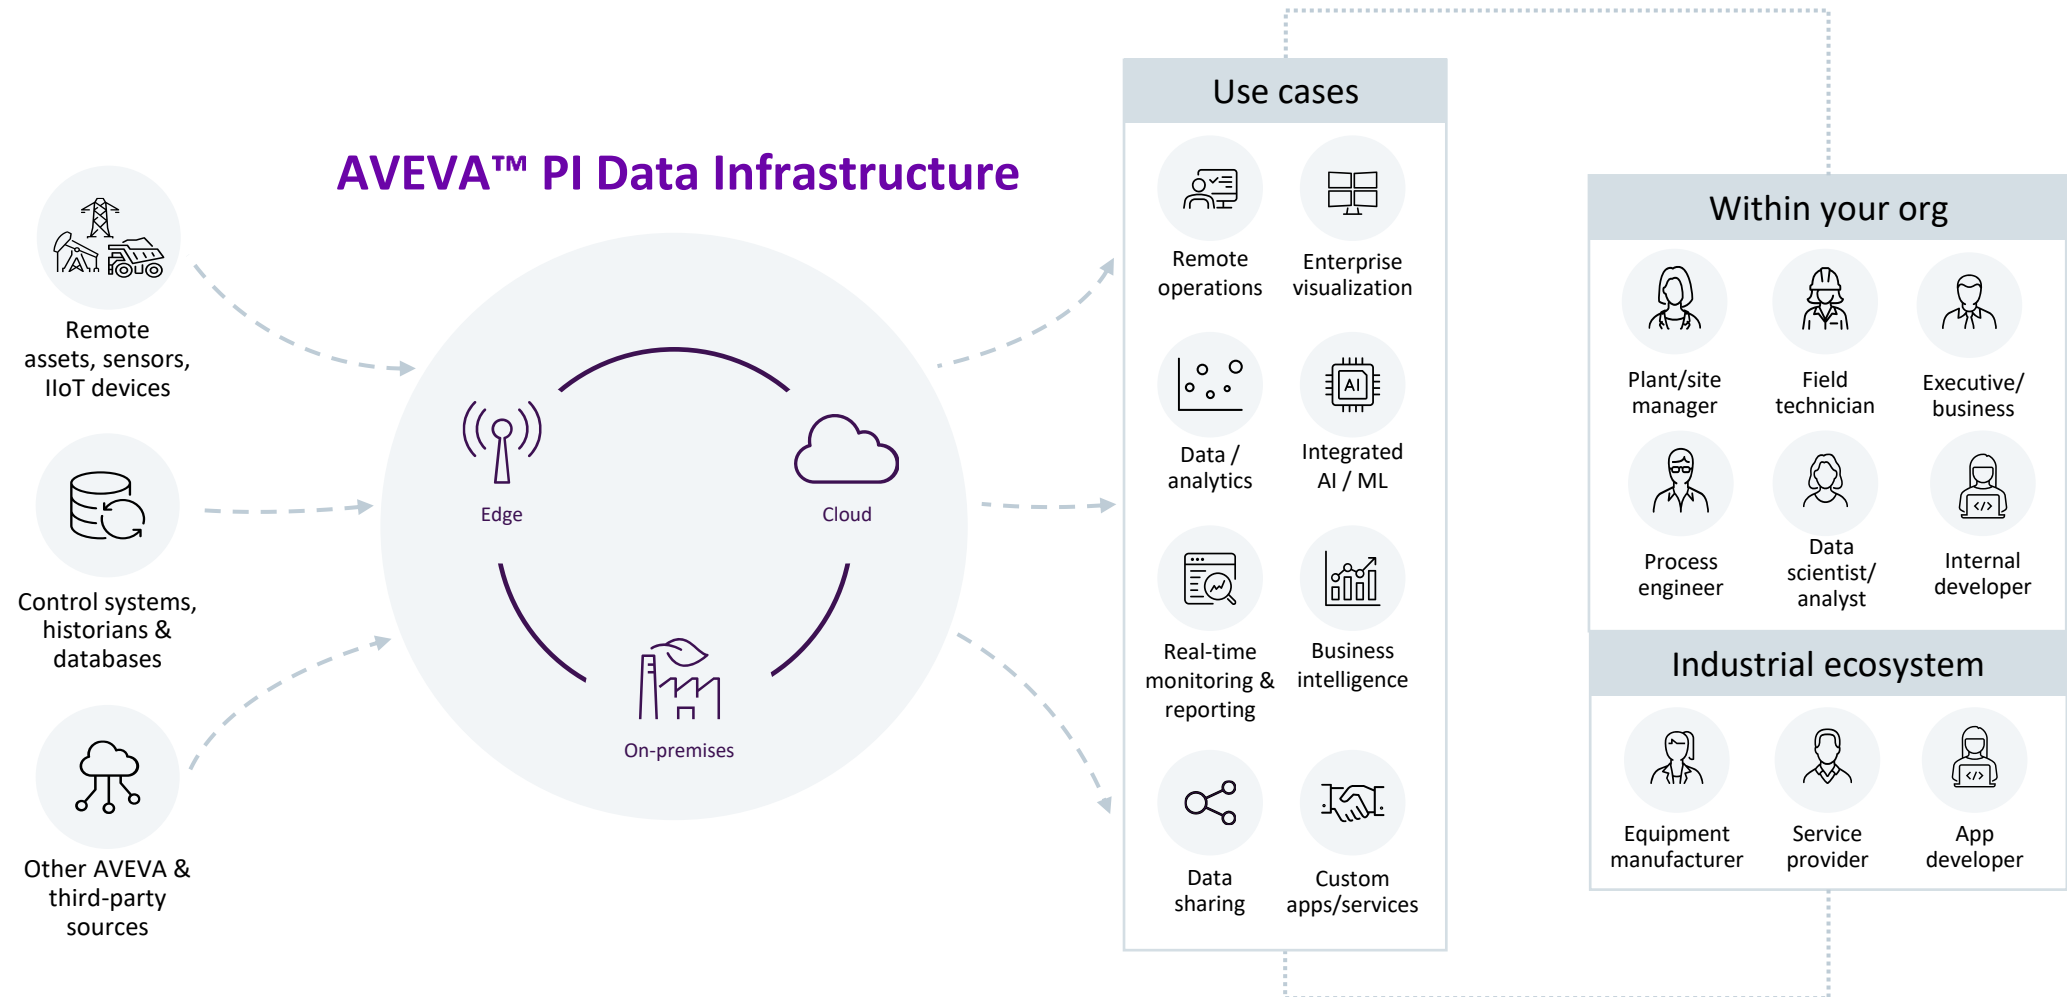 AVEVA™ PI Data Infrastructure
Remote
assets, sensors,
IIoT devices
Control systems,
historians &
databases
Other AVEVA &
third-party
sources
Edge
Cloud
On-premises
Use cases
Remote
operations
Enterprise
visualization
Data /
analytics
AI
Integrated
AI / ML
Real-time
monitoring &
reporting
Business
intelligence
Data
sharing
Custom
apps/services
Within your org
Plant/site
manager
Field
technician
Executive/
business
Process
engineer
Data
scientist/
analyst
</>
Internal
developer
Industrial ecosystem
Equipment
manufacturer
Service
provider
</>
App
developer